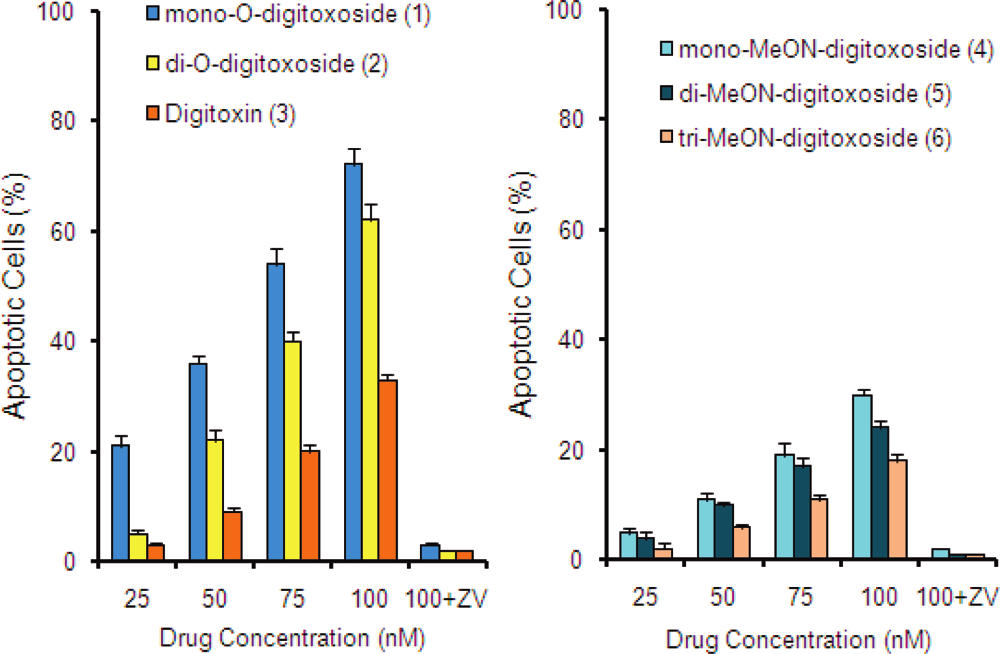 Apoptotic Cells (%)
100
80
60
40
20
0
mono-O-digitoxoside (1)
di-O-digitoxoside (2)
Digitoxin (3)
25 50 75 100 100+ZV
Drug Concentration (nM)
Apoptotic Cells (%)
100
80
60
40
20
0
mono-MeON-digitoxoside (4)
di-MeON-digitoxoside (5)
tri-MeON-digitoxoside (6)
25 50 75 100 100+ZV
Drug Concentration (nM)